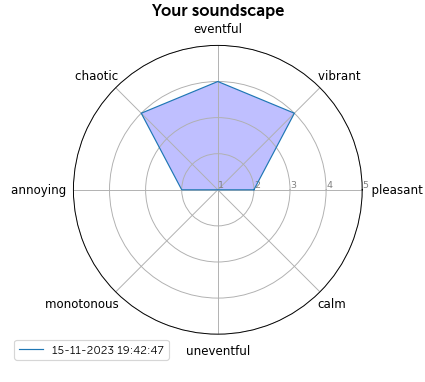 Your soundscape
eventful
chaotic
vibrant
annoying
1
2
3
4
5
pleasant
monotonous
calm
uneventful
15-11-2023 19:42:47